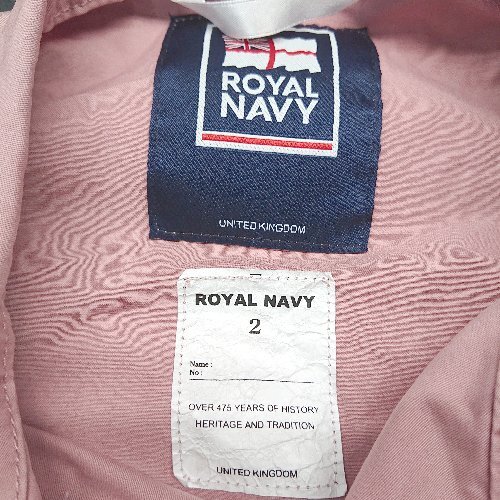 ROYAL
NAVY
UNITED KINGDOM
ROYAL NAVY
2
Name :
No :
OVER 475 YEARS OF HISTORY
HERITAGE AND TRADITION
UNITED KINGDOM